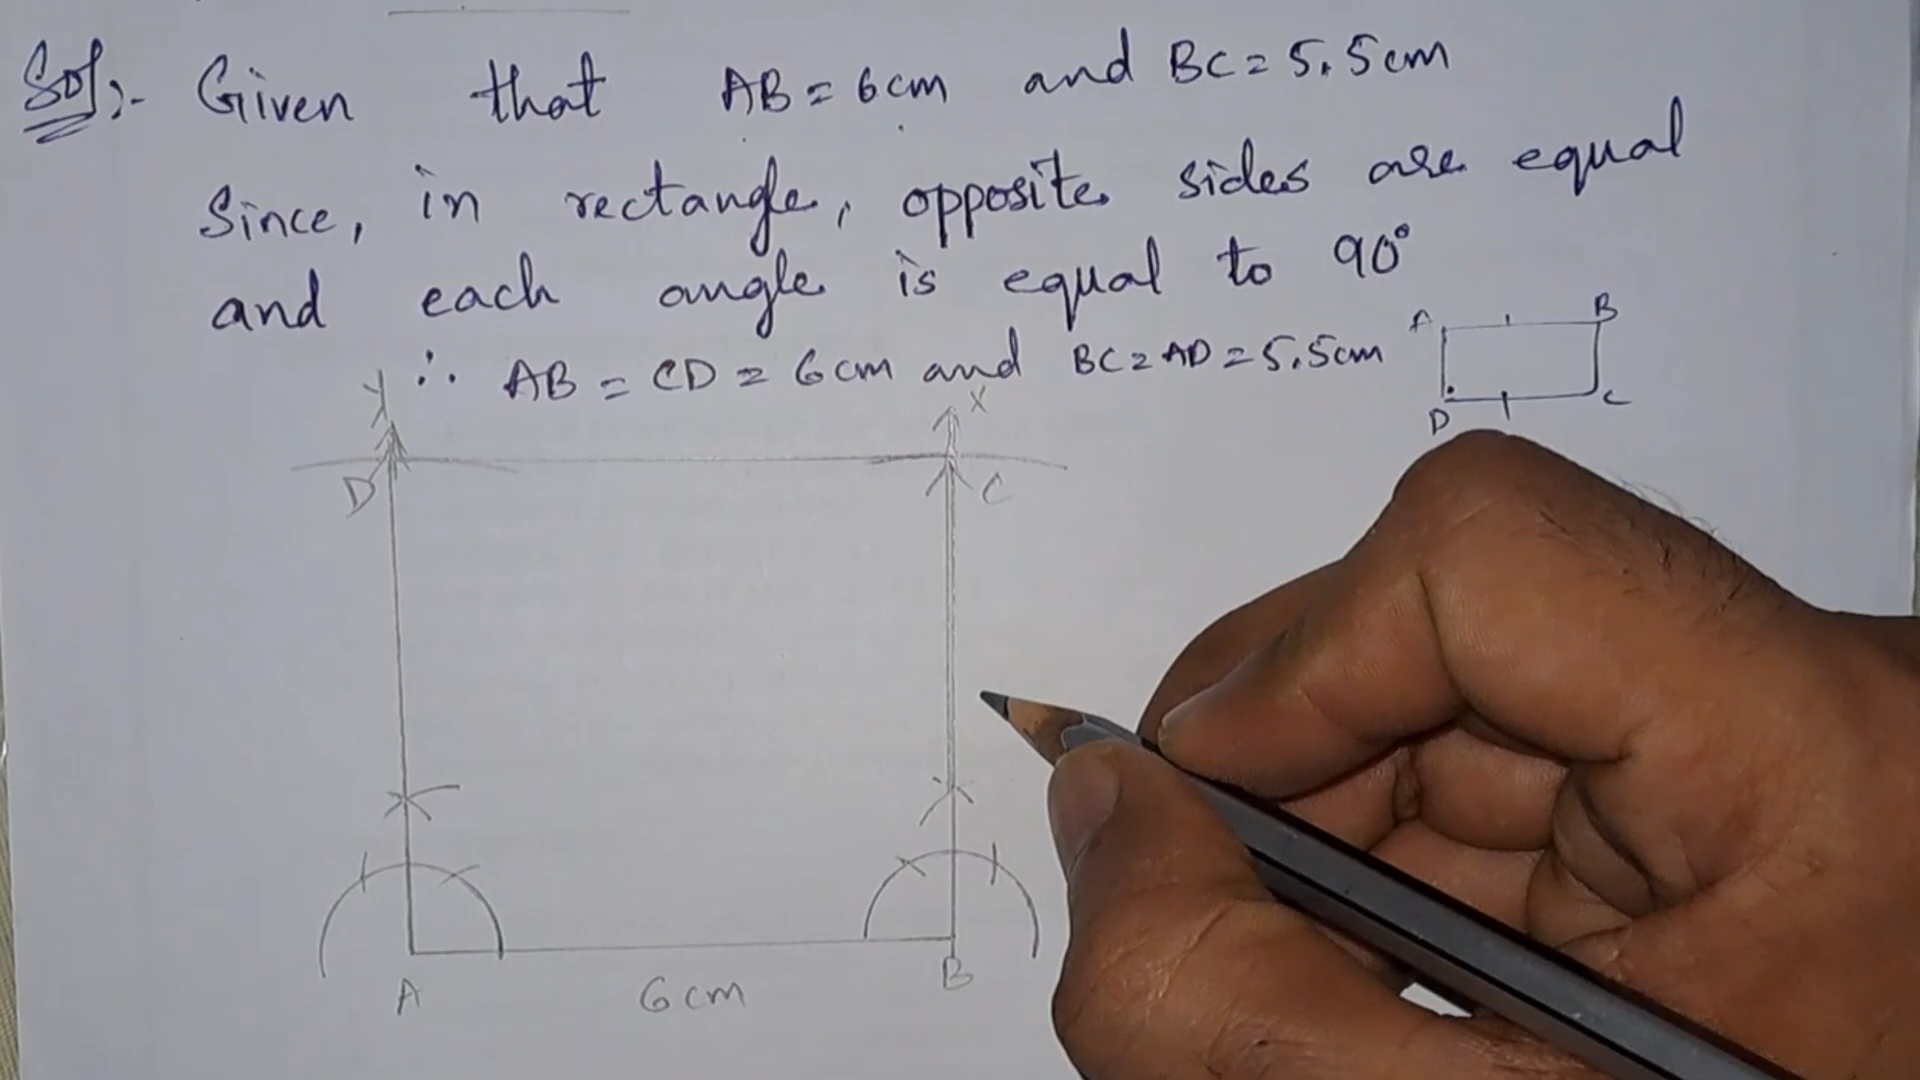 Sol:- Given that AB = 6cm and BC = 5.5cm
Since, in rectangle, opposite sides are equal
and each angle is equal to 90°
∴ AB = CD = 6cm and BC = AD = 5.5cm
A B
D C
Y X
D C
A 6cm B